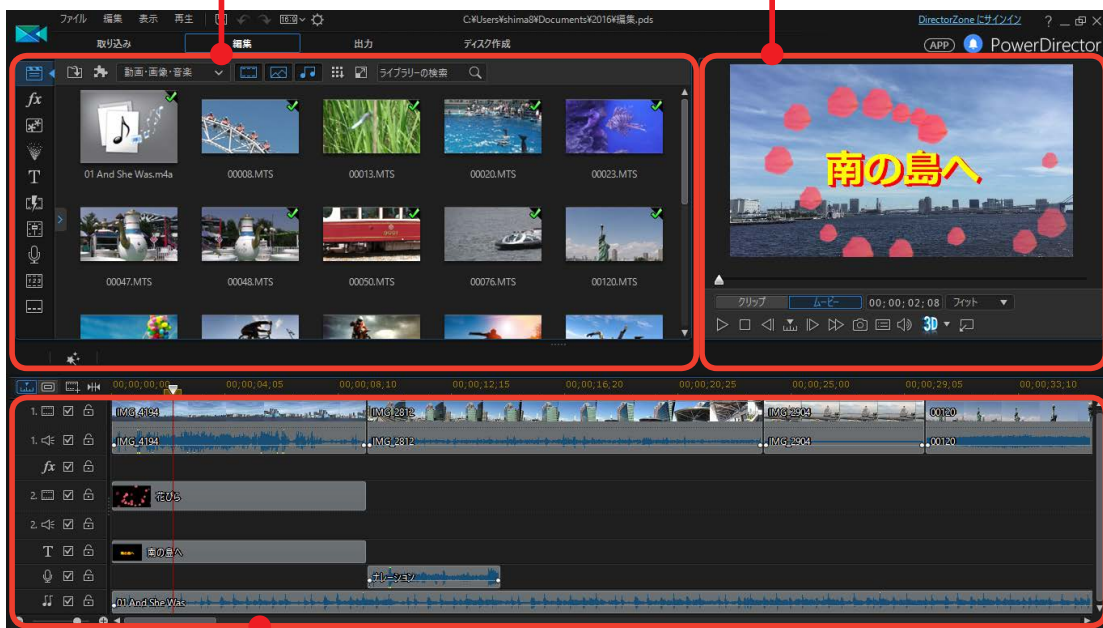 ファイル 編集 表示 再生 16:9 C:¥Users¥shima8¥Documents¥2016¥編集.pds DirectorZone にサインイン ?
取り込み 編集 出力 ディスク作成 APP PowerDirector
動画・画像・音楽 ライブラリーの検索
fx
T
01 And She Was.m4a 00008.MTS 00013.MTS 00020.MTS 00023.MTS
00047.MTS 00048.MTS 00050.MTS 00076.MTS 00120.MTS
南の島へ
クリップ ムービー 00;00;02;08 フィット
3D
00;00;00;00 00;00;04;05 00;00;08;10 00;00;12;15 00;00;16;20 00;00;20;25 00;00;25;00 00;00;29;05 00;00;33;10
1. IMG_4194 IMG_2812 IMG_2904 00120
1. IMG_4194 IMG_2812 IMG_2904 00120
fx
2. 花びら
2.
T 南の島へ
ナレーション
01 And She Was